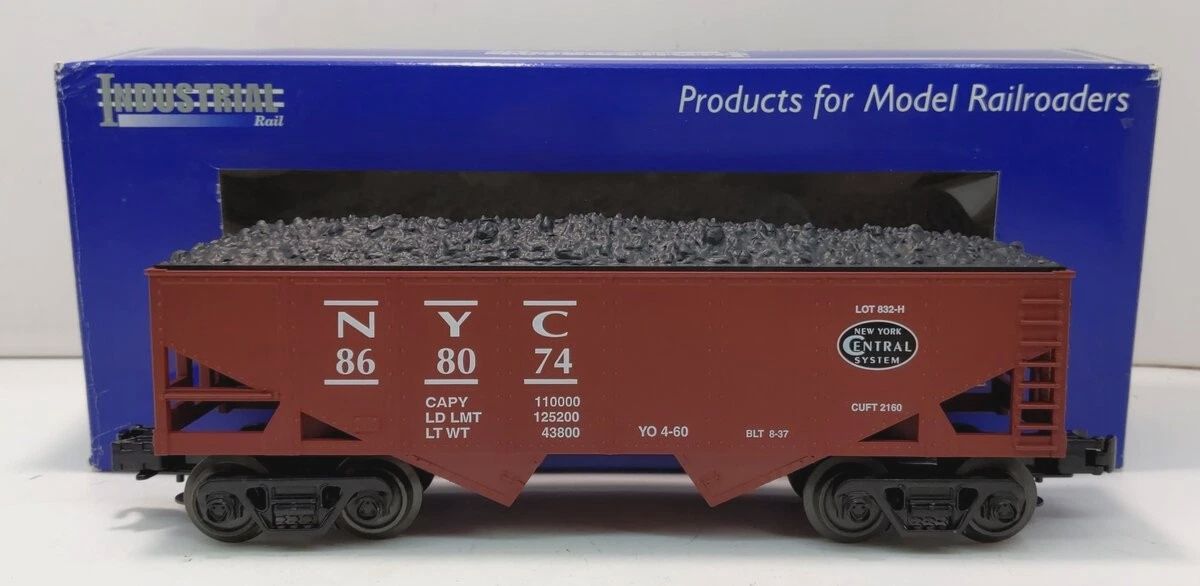 INDUSTRIAL
Rail
Products for Model Railroaders
N Y C
86 80 74
CAPY 110000
LD LMT 125200
LT WT 43800
YO 4-60
BLT 8-37
LOT 832-H
NEW YORK
CENTRAL
SYSTEM
CUFT 2160